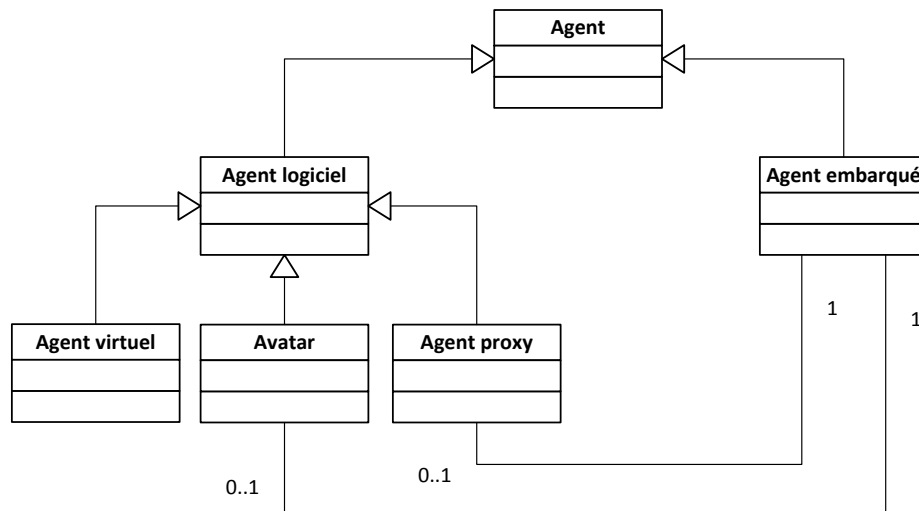 Agent
Agent logiciel
Agent embarqué
1
1
Agent virtuel
Avatar
Agent proxy
0..1
0..1